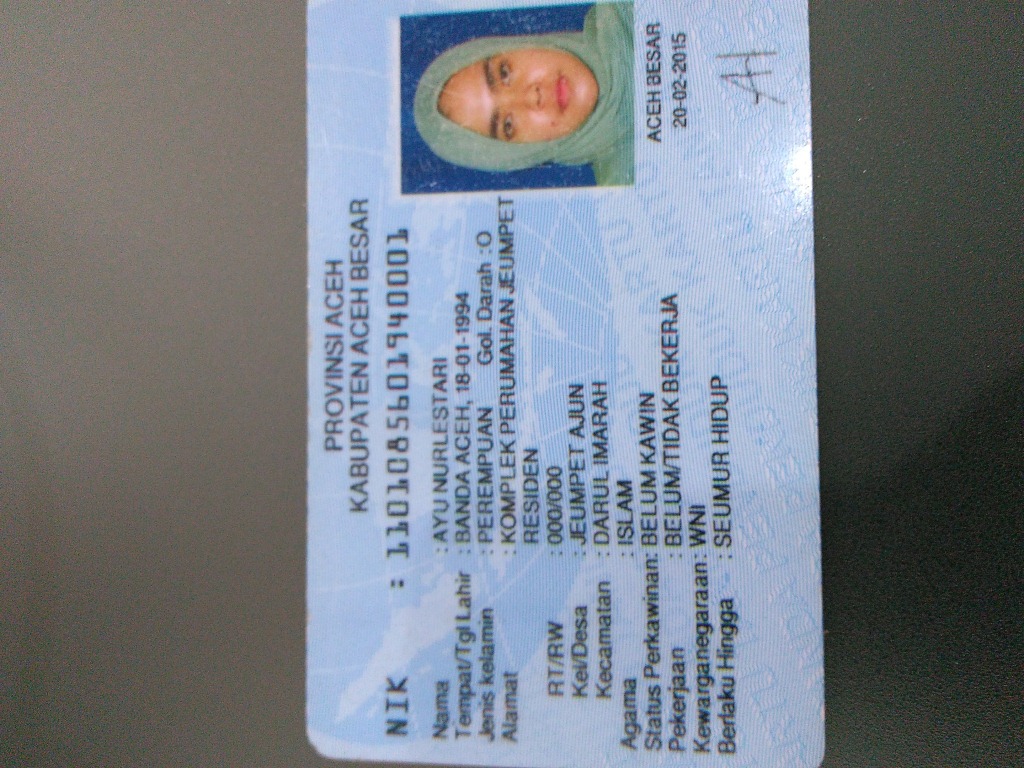 PROVINSI ACEH
KABUPATEN ACEH BESAR
NIK : 1101085601940001
Nama : AYU NURLESTARI
Tempat/Tgl Lahir : BANDA ACEH, 18-01-1994
Jenis kelamin : PEREMPUAN Gol. Darah : O
Alamat : KOMPLEK PERUMAHAN JEUMPET
RESIDEN
RT/RW : 000/000
Kel/Desa : JEUMPET AJUN
Kecamatan : DARUL IMARAH
Agama : ISLAM
Status Perkawinan: BELUM KAWIN
Pekerjaan : BELUM/TIDAK BEKERJA
Kewarganegaraan: WNI
Berlaku Hingga : SEUMUR HIDUP
ACEH BESAR
20-02-2015